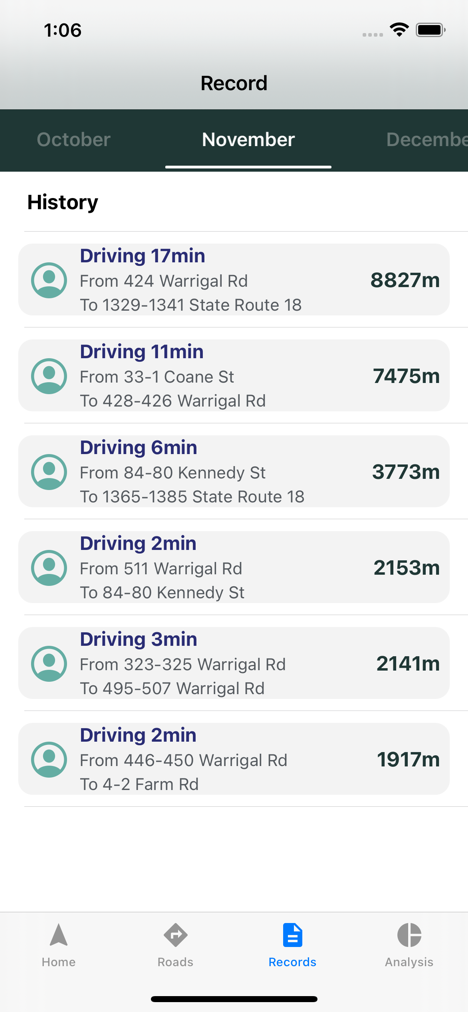 1:06
Record
October November Decembe
History
Driving 17min
From 424 Warrigal Rd
To 1329-1341 State Route 18
8827m
Driving 11min
From 33-1 Coane St
To 428-426 Warrigal Rd
7475m
Driving 6min
From 84-80 Kennedy St
To 1365-1385 State Route 18
3773m
Driving 2min
From 511 Warrigal Rd
To 84-80 Kennedy St
2153m
Driving 3min
From 323-325 Warrigal Rd
To 495-507 Warrigal Rd
2141m
Driving 2min
From 446-450 Warrigal Rd
To 4-2 Farm Rd
1917m
Home Roads Records Analysis